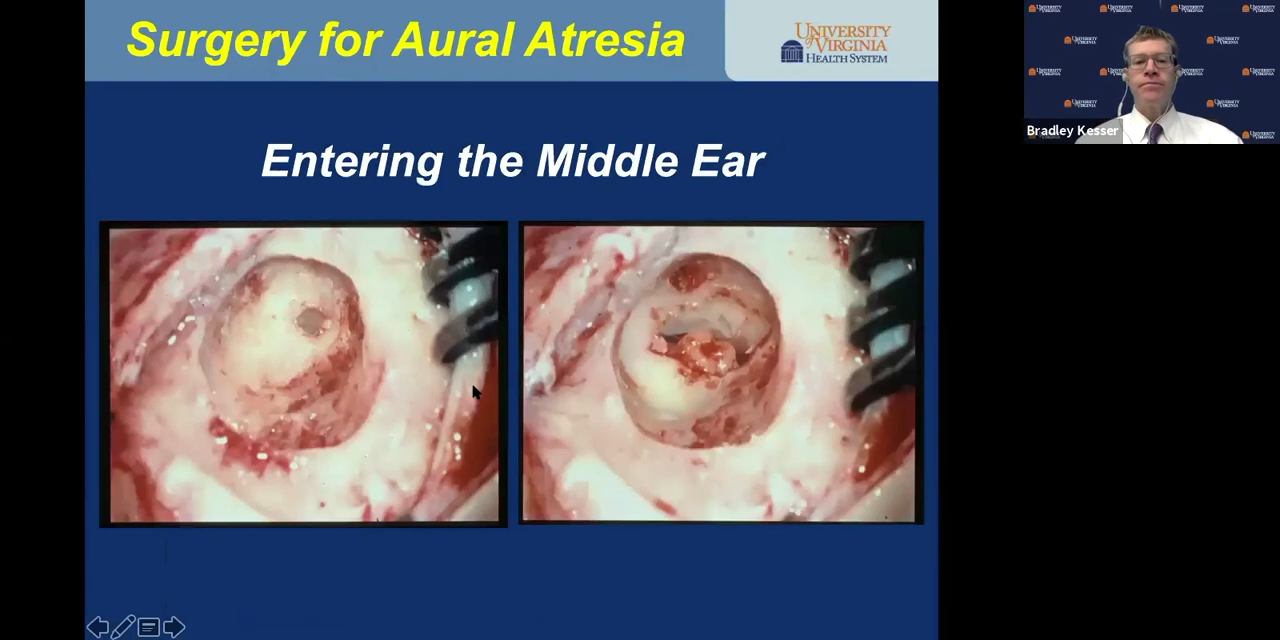 Surgery for Aural Atresia
UNIVERSITY
of VIRGINIA
HEALTH SYSTEM
Entering the Middle Ear
Bradley Kesser